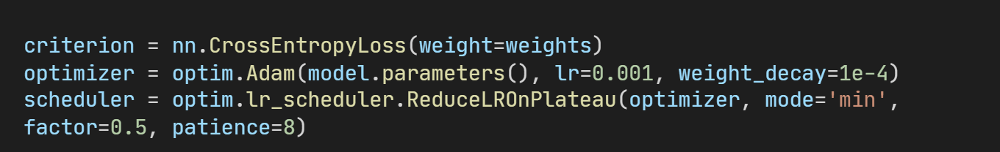 criterion = nn.CrossEntropyLoss(weight=weights)
optimizer = optim.Adam(model.parameters(), lr=0.001, weight_decay=1e-4)
scheduler = optim.lr_scheduler.ReduceLROnPlateau(optimizer, mode='min',
factor=0.5, patience=8)